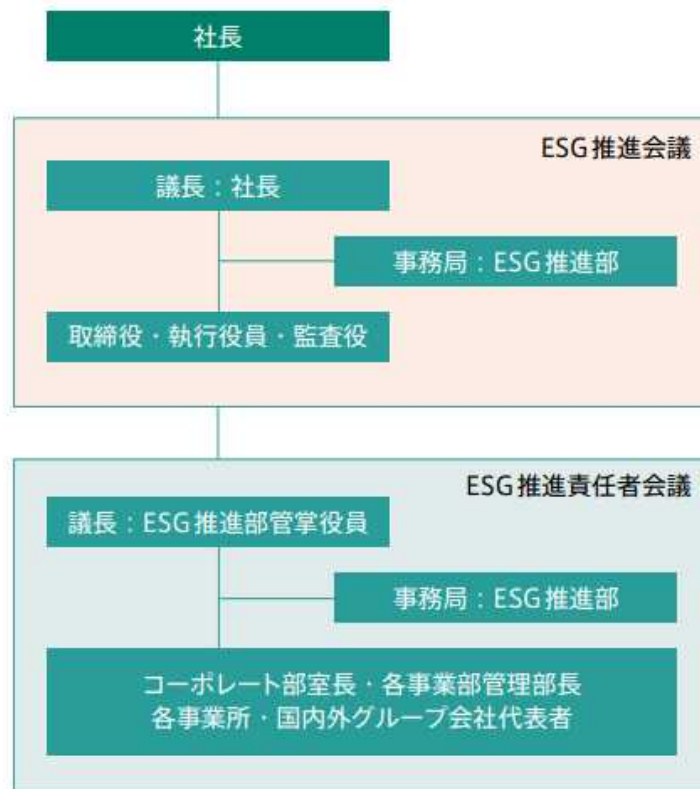 社長
ESG推進会議
議長：社長
事務局：ESG推進部
取締役・執行役員・監査役
ESG推進責任者会議
議長：ESG推進部管掌役員
事務局：ESG推進部
コーポレート部室長・各事業部管理部長
各事業所・国内外グループ会社代表者